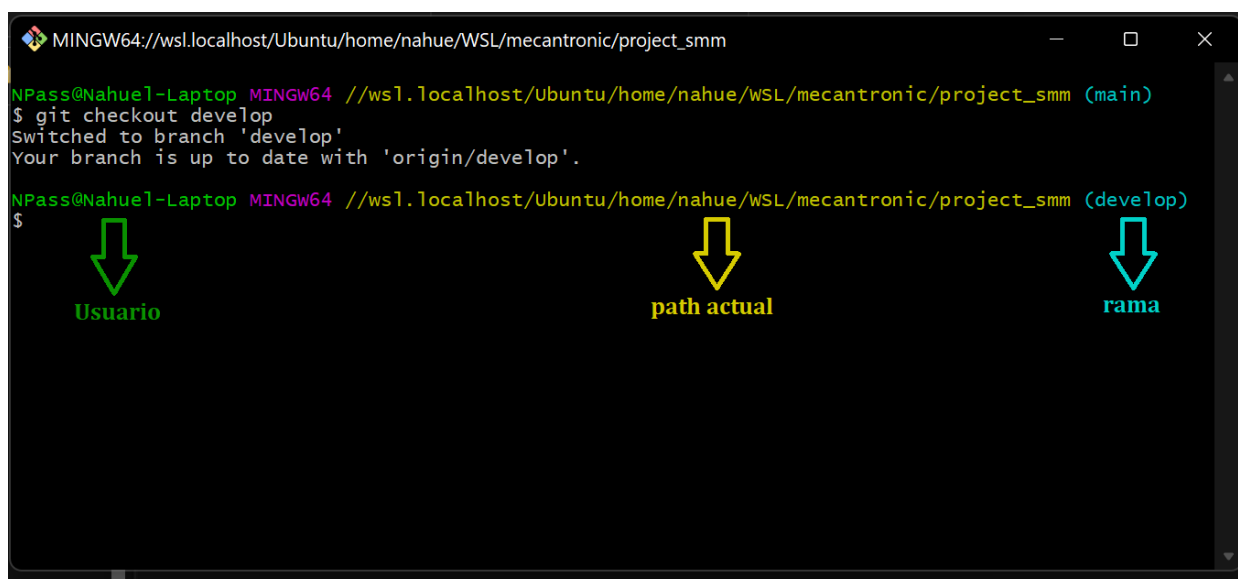 MINGW64://wsl.localhost/Ubuntu/home/nahue/WSL/mecantronic/project_smm
NPass@Nahuel-Laptop MINGW64 //wsl.localhost/Ubuntu/home/nahue/WSL/mecantronic/project_smm (main)
$ git checkout develop
Switched to branch 'develop'
Your branch is up to date with 'origin/develop'.
NPass@Nahuel-Laptop MINGW64 //wsl.localhost/Ubuntu/home/nahue/WSL/mecantronic/project_smm (develop)
$
Usuario path actual rama